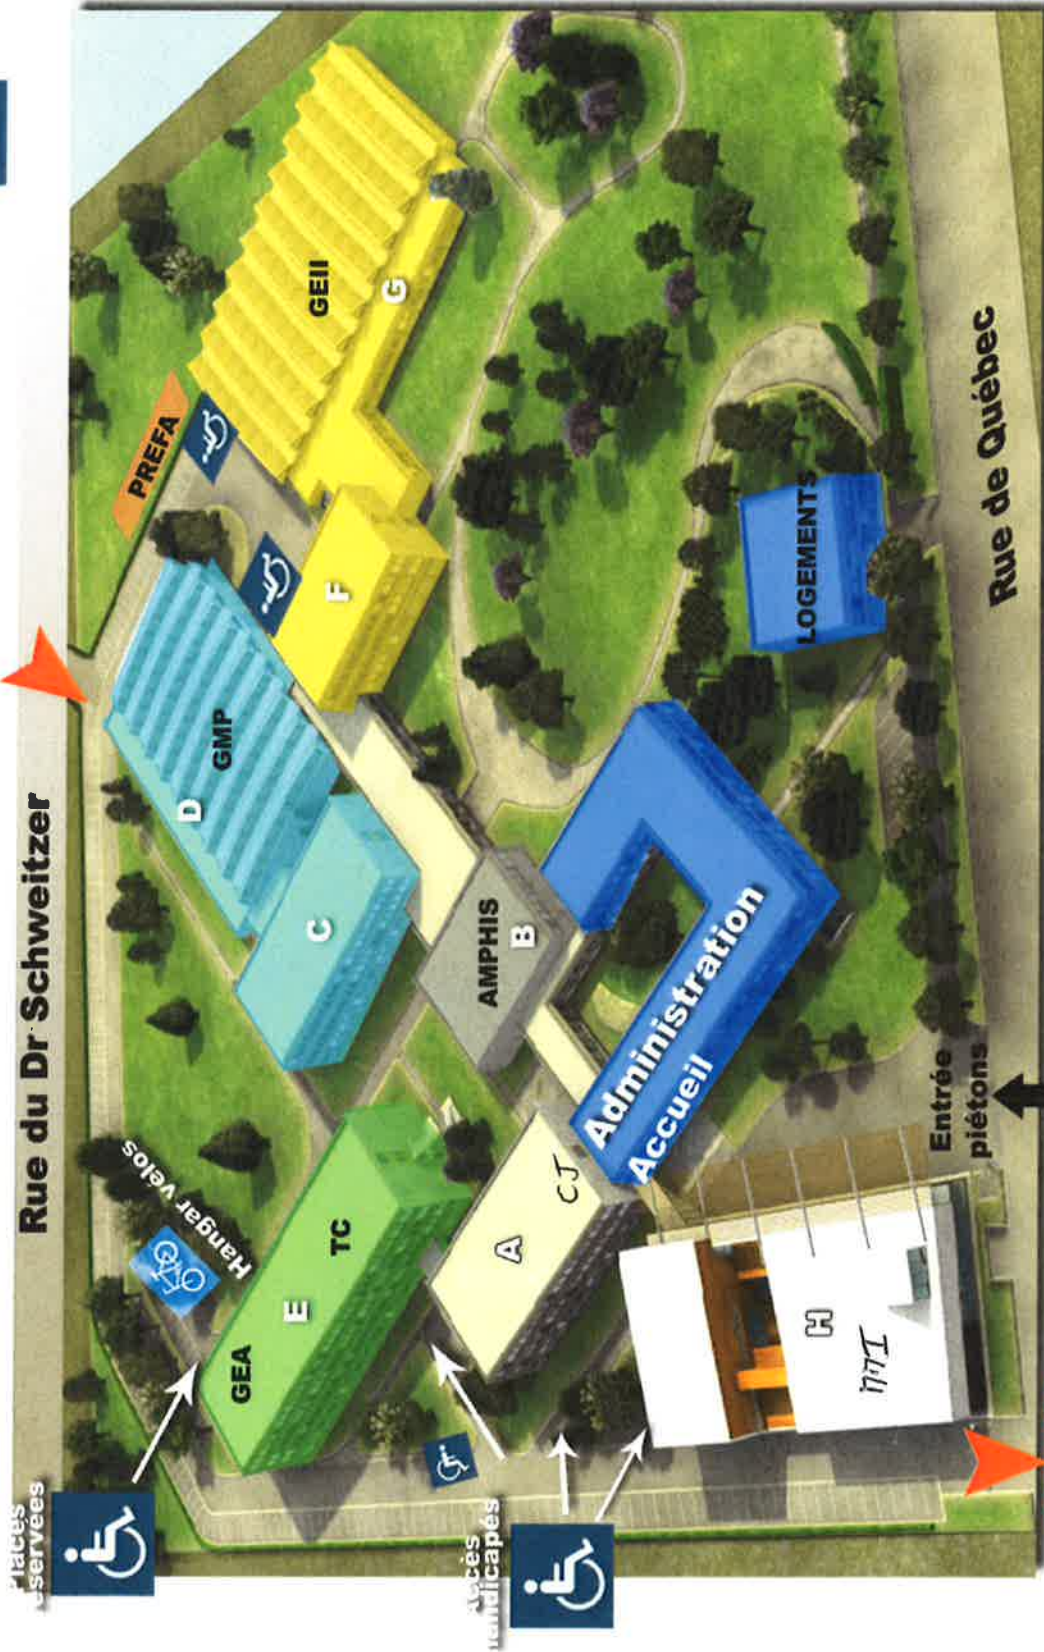 Rue du Dr Schweitzer
Places
réservées
Hangar vélos
GEA
E
TC
D
GMP
C
PREFA
GEII
G
F
AMPHIS
B
A
CJ
Accès
handicapés
Administration
Accueil
LOGEMENTS
H
Entrée
piétons
Rue de Québec